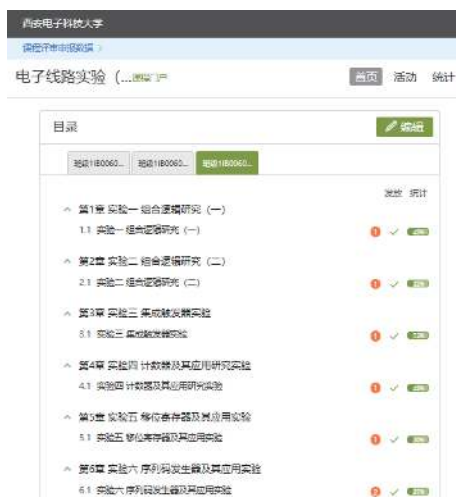 西安电子科技大学
电子线路实验（...
首页 活动 统计
目录
编辑
发放 统计
第1章 实验一 组合逻辑研究（一）
1.1 实验一 组合逻辑研究（一）
1
第2章 实验二 组合逻辑研究（二）
2.1 实验二 组合逻辑研究（二）
1
第3章 实验三 集成触发器实验
3.1 实验三 集成触发器实验
1
第4章 实验四 计数器及其应用研究实验
4.1 实验四 计数器及其应用研究实验
1
第5章 实验五 移位寄存器及其应用实验
5.1 实验五 移位寄存器及其应用实验
1
第6章 实验六 序列码发生器及其应用实验
6.1 实验六 序列码发生器及其应用实验
2